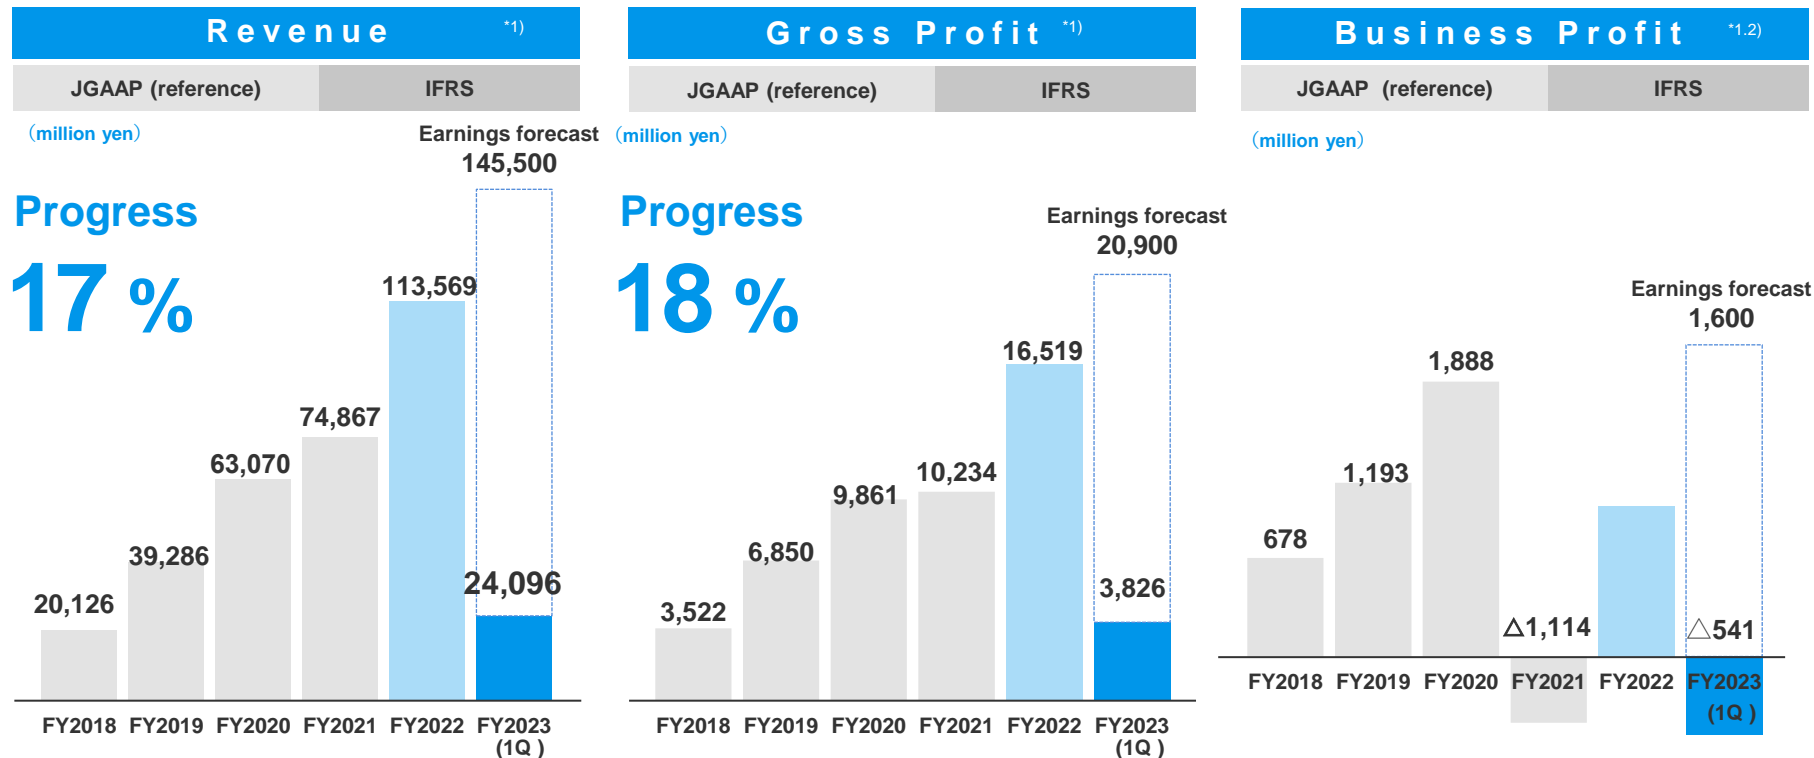 Revenue *1)
JGAAP (reference) IFRS
（million yen）
Earnings forecast
145,500
Progress
17 %
113,569
74,867
63,070
39,286
24,096
20,126
FY2018 FY2019 FY2020 FY2021 FY2022 FY2023
(1Q )
Gross Profit *1)
JGAAP (reference) IFRS
（million yen）
Progress
18 %
Earnings forecast
20,900
16,519
10,234
9,861
6,850
3,826
3,522
FY2018 FY2019 FY2020 FY2021 FY2022 FY2023
(1Q )
Business Profit *1.2)
JGAAP (reference) IFRS
（million yen）
Earnings forecast
1,600
1,888
1,193
678
△1,114
△541
FY2018 FY2019 FY2020 FY2021 FY2022 FY2023
(1Q )